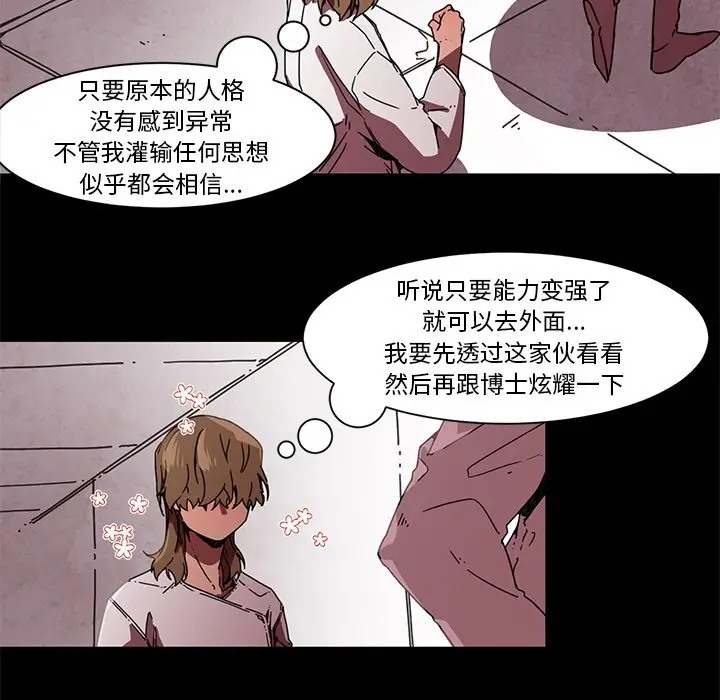 只要原本的人格
没有感到异常
不管我灌输任何思想
似乎都会相信...
听说只要能力变强了
就可以去外面...
我要先透过这家伙看看
然后再跟博士炫耀一下